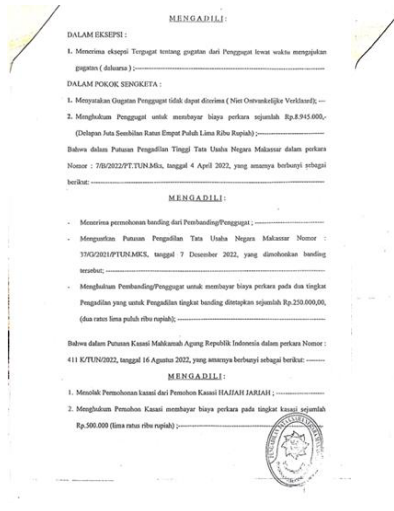 MENGADILI:
DALAM EKSEPSI :
1. Menerima eksepsi Tergugat tentang gugatan dari Penggugat lewat waktu mengajukan
gugatan ( daluarsa ) ;
DALAM POKOK SENGKETA :
1. Menyatakan Gugatan Penggugat tidak dapat diterima ( Niet Ontvankelijke Verklaard); ---
2. Menghukum Penggugat untuk membayar biaya perkara sejumlah Rp.8.945.000,-
(Delapan Juta Sembilan Ratus Empat Puluh Lima Ribu Rupiah) ;
Bahwa dalam Putusan Pengadilan Tinggi Tata Usaha Negara Makassar dalam perkara
Nomor : 7/B/2022/PT.TUN.Mks, tanggal 4 April 2022, yang amarnya berbunyi sebagai
berikut:
MENGADILI:
- Menerima permohonan banding dari Pembanding/Penggugat ;
- Menguatkan Putusan Pengadilan Tata Usaha Negara Makassar Nomor :
37/G/2021/PTUN.MKS, tanggal 7 Desember 2022, yang dimohonkan banding
tersebut;
- Menghukum Pembanding/Penggugat untuk membayar biaya perkara pada dua tingkat
Pengadilan yang untuk Pengadilan tingkat banding ditetapkan sejumlah Rp.250.000,00,
(dua ratus lima puluh ribu rupiah);
Bahwa dalam Putusan Kasasi Mahkamah Agung Republik Indonesia dalam perkara Nomor :
411 K/TUN/2022, tanggal 16 Agustus 2022, yang amarnya berbunyi sebagai berikut:
MENGADILI:
1. Menolak Permohonan kasasi dari Pemohon Kasasi HAJJAH JARIAH ;
2. Menghukum Pemohon Kasasi membayar biaya perkara pada tingkat kasasi sejumlah
Rp.500.000 (lima ratus ribu rupiah) ;